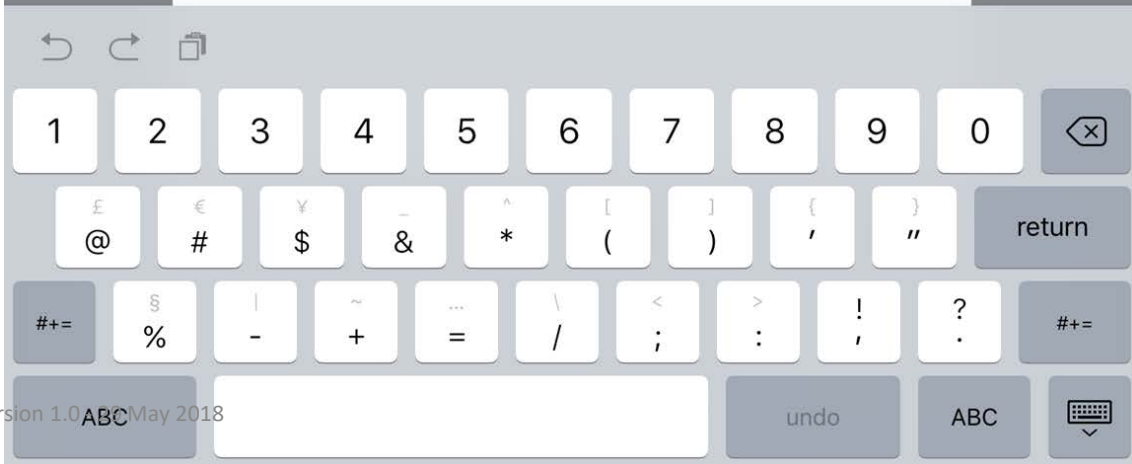 1 2 3 4 5 6 7 8 9 0
£ € ¥ _ ^ [ ] { }
@ # $ & * ( ) ' " return
§ | ~ … \ < > ! ?
#+= % - + = / ; : , . #+=
ABC undo ABC
rsion 1.0 - 29 May 2018